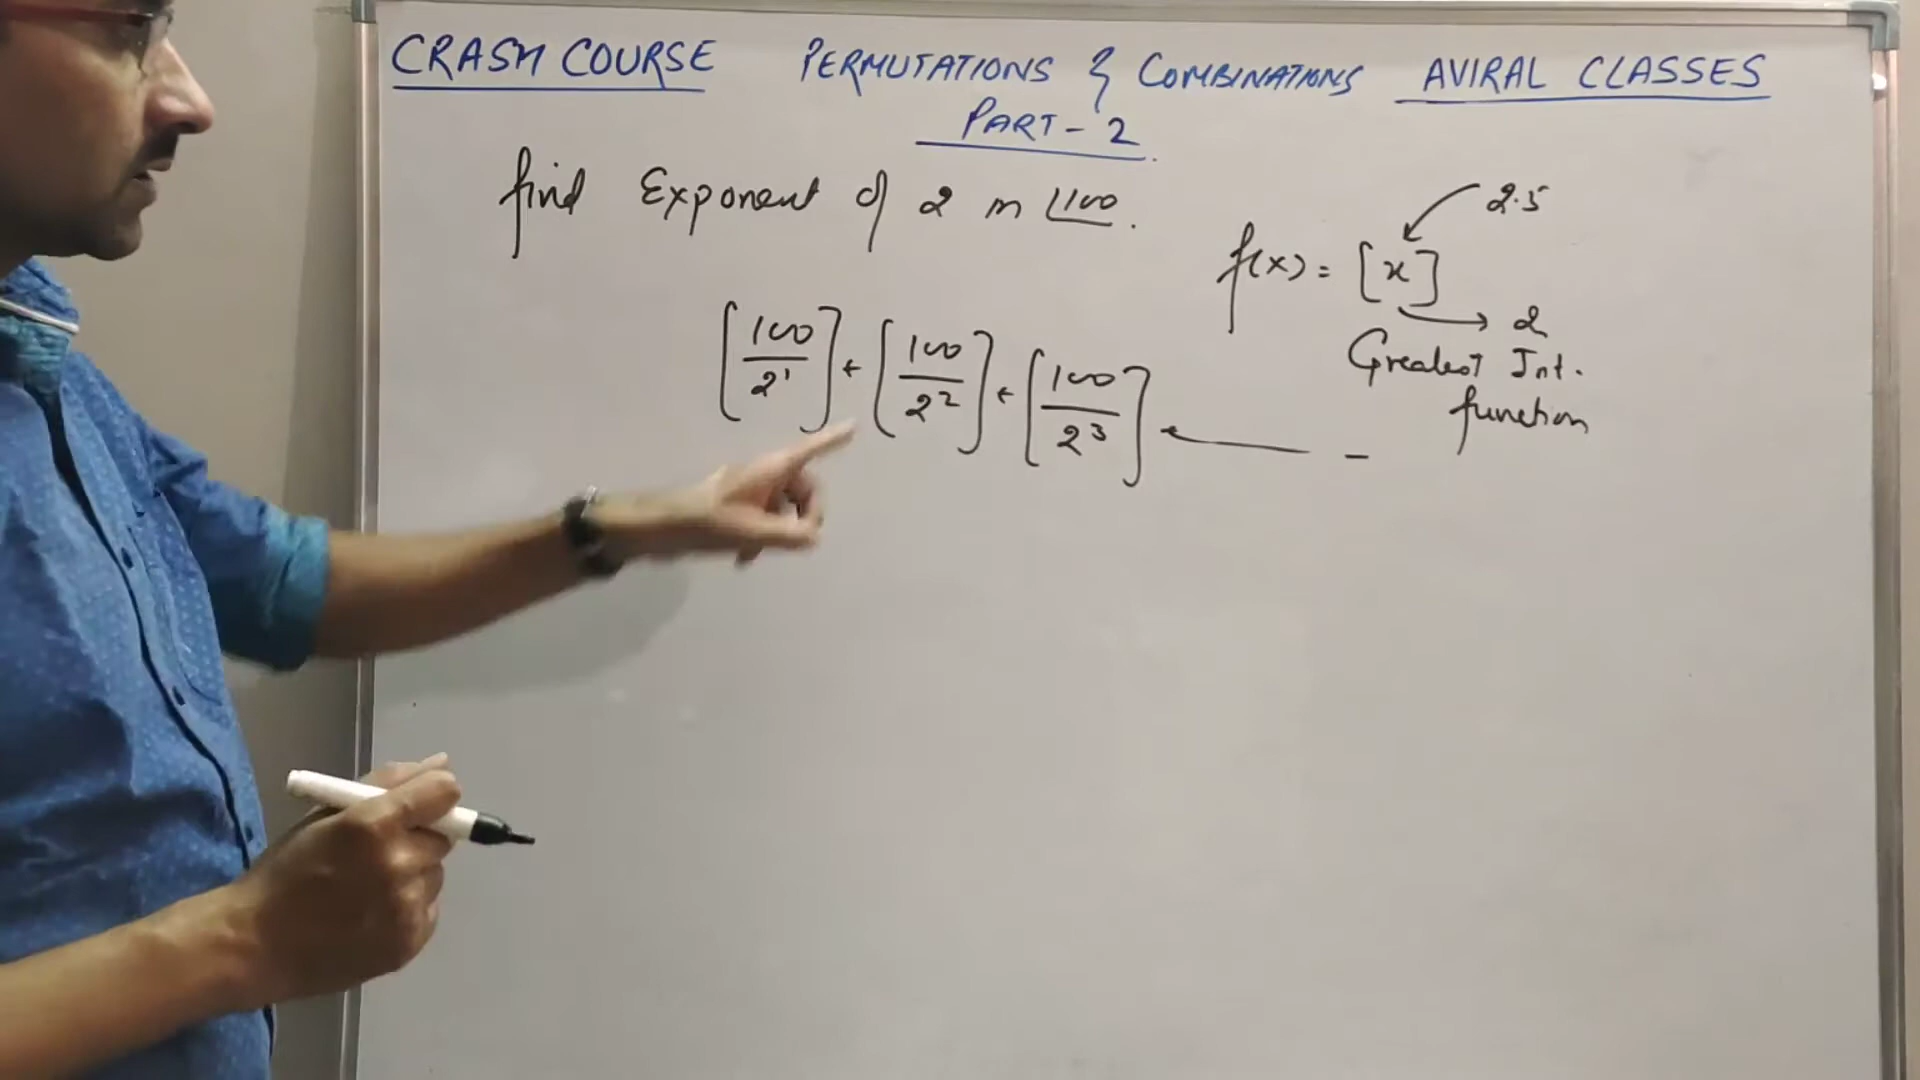 CRASH COURSE PERMUTATIONS & COMBINATIONS AVIRAL CLASSES
PART-2
find Exponent of 2 in ⌊100.
2.5
f(x) = [x]
2
Greatest Int.
function
[100/2¹] + [100/2²] + [100/2³] + ——— -